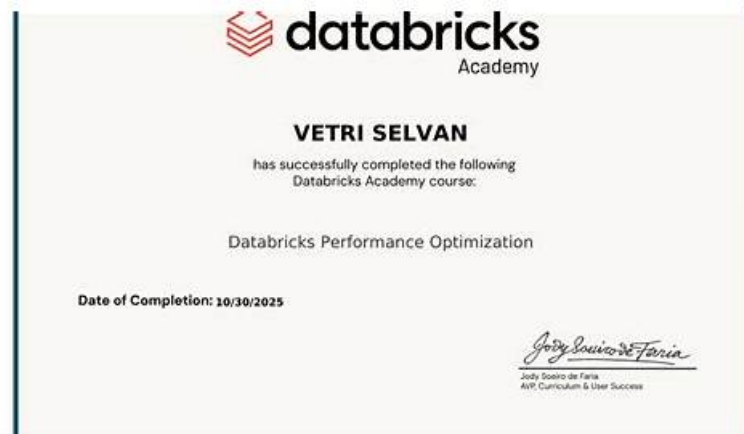 databricks
Academy
VETRI SELVAN
has successfully completed the following
Databricks Academy course:
Databricks Performance Optimization
Date of Completion: 10/30/2025
Jody Soeiro de Faria
Jody Soeiro de Faria
AVP, Curriculum & User Success